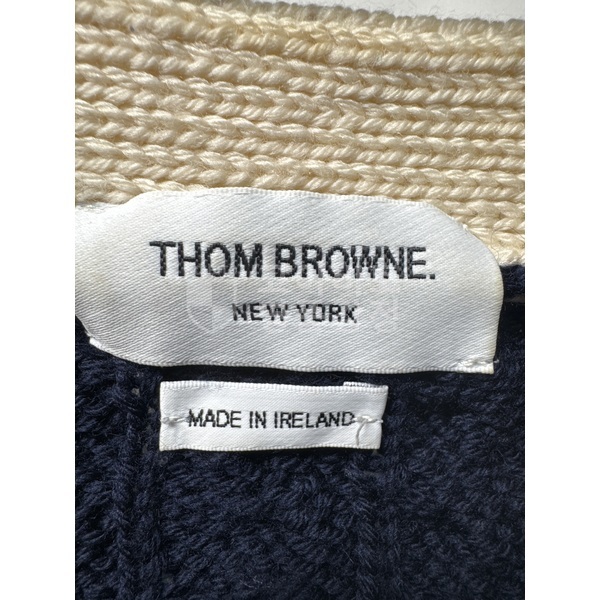 THOM BROWNE.
NEW YORK
MADE IN IRELAND